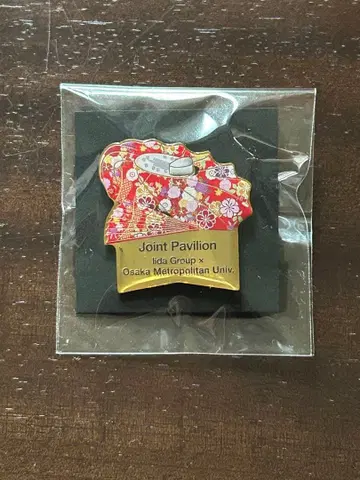 Joint Pavilion
Iida Group ×
Osaka Metropolitan Univ.